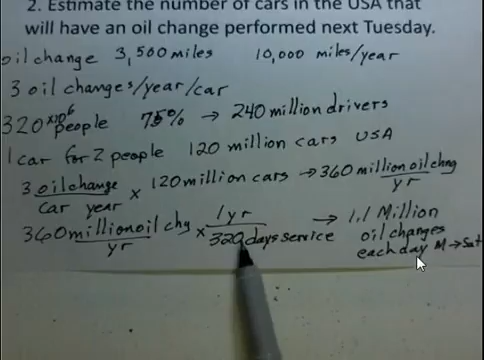 2. Estimate the number of cars in the USA that
will have an oil change performed next Tuesday.
oil change 3,500 miles 10,000 miles/year
3 oil changes/year/car
320 x10^6 people 75% → 240 million drivers
1 car for 2 people 120 million cars USA
3 oil change / car year × 120 million cars → 360 million oil chng / yr
360 million oil chg / yr × 1 yr / 320 days service → 1.1 Million
oil changes
each day M → Sat